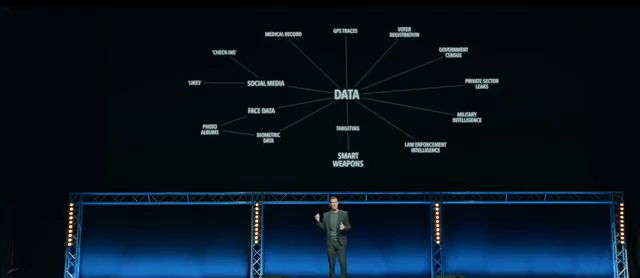 MEDICAL RECORD
GPS TRACES
VOTER
REGISTRATION
'CHECK-INS'
GOVERNMENT
CENSUS
'LIKES'
SOCIAL MEDIA
PRIVATE SECTOR
LEAKS
DATA
FACE DATA
MILITARY
INTELLIGENCE
PHOTO
ALBUMS
BIOMETRIC
DATA
TARGETING
LAW ENFORCEMENT
INTELLIGENCE
SMART
WEAPONS